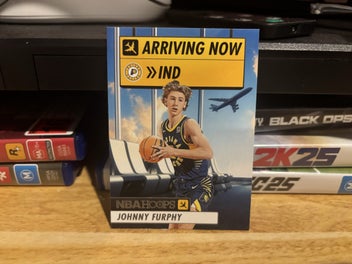 ARRIVING NOW
IND
NBA HOOPS
JOHNNY FURPHY
BLACK OPS
2K25
2K25